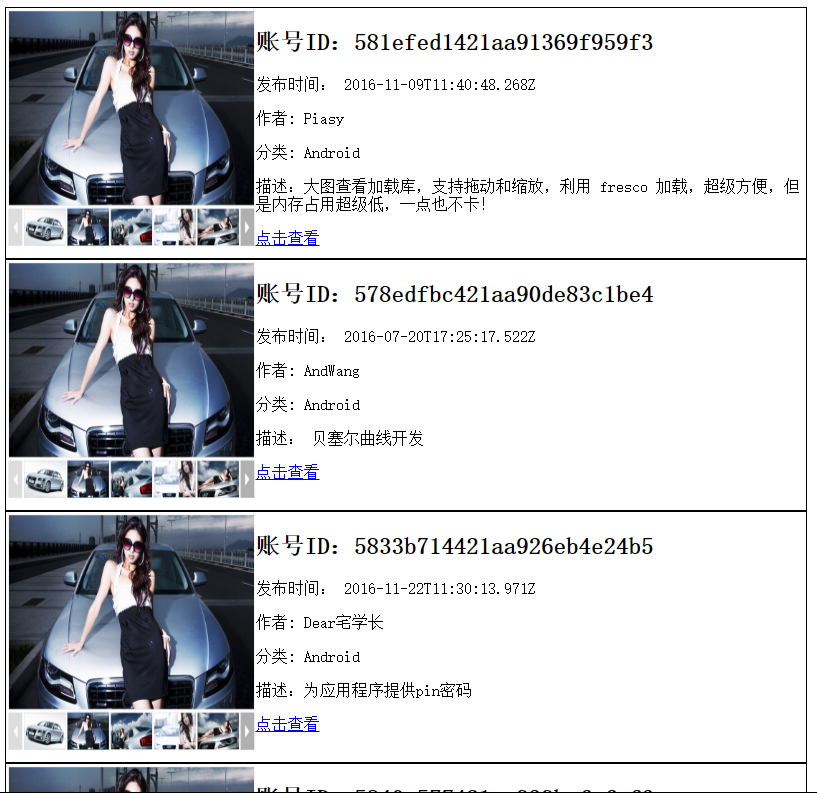 账号ID: 581efed1421aa91369f959f3
发布时间: 2016-11-09T11:40:48.268Z
作者: Piasy
分类: Android
描述: 大图查看加载库，支持拖动和缩放，利用 fresco 加载，超级方便，但
是内存占用超级低，一点也不卡!
点击查看
账号ID: 578edfbc421aa90de83c1be4
发布时间: 2016-07-20T17:25:17.522Z
作者: AndWang
分类: Android
描述: 贝塞尔曲线开发
点击查看
账号ID: 5833b714421aa926eb4e24b5
发布时间: 2016-11-22T11:30:13.971Z
作者: Dear宅学长
分类: Android
描述: 为应用程序提供pin密码
点击查看